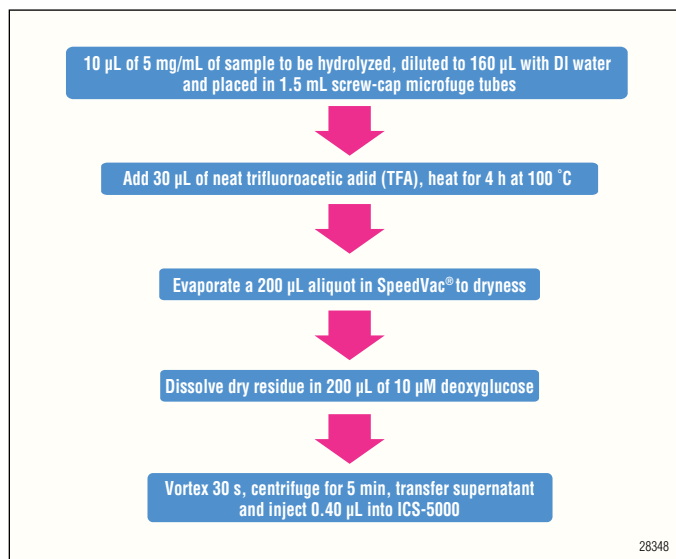 10 µL of 5 mg/mL of sample to be hydrolyzed, diluted to 160 µL with DI water
and placed in 1.5 mL screw-cap microfuge tubes
Add 30 µL of neat trifluoroacetic adid (TFA), heat for 4 h at 100 ˚C
Evaporate a 200 µL aliquot in SpeedVac® to dryness
Dissolve dry residue in 200 µL of 10 µM deoxyglucose
Vortex 30 s, centrifuge for 5 min, transfer supernatant
and inject 0.40 µL into ICS-5000
28348